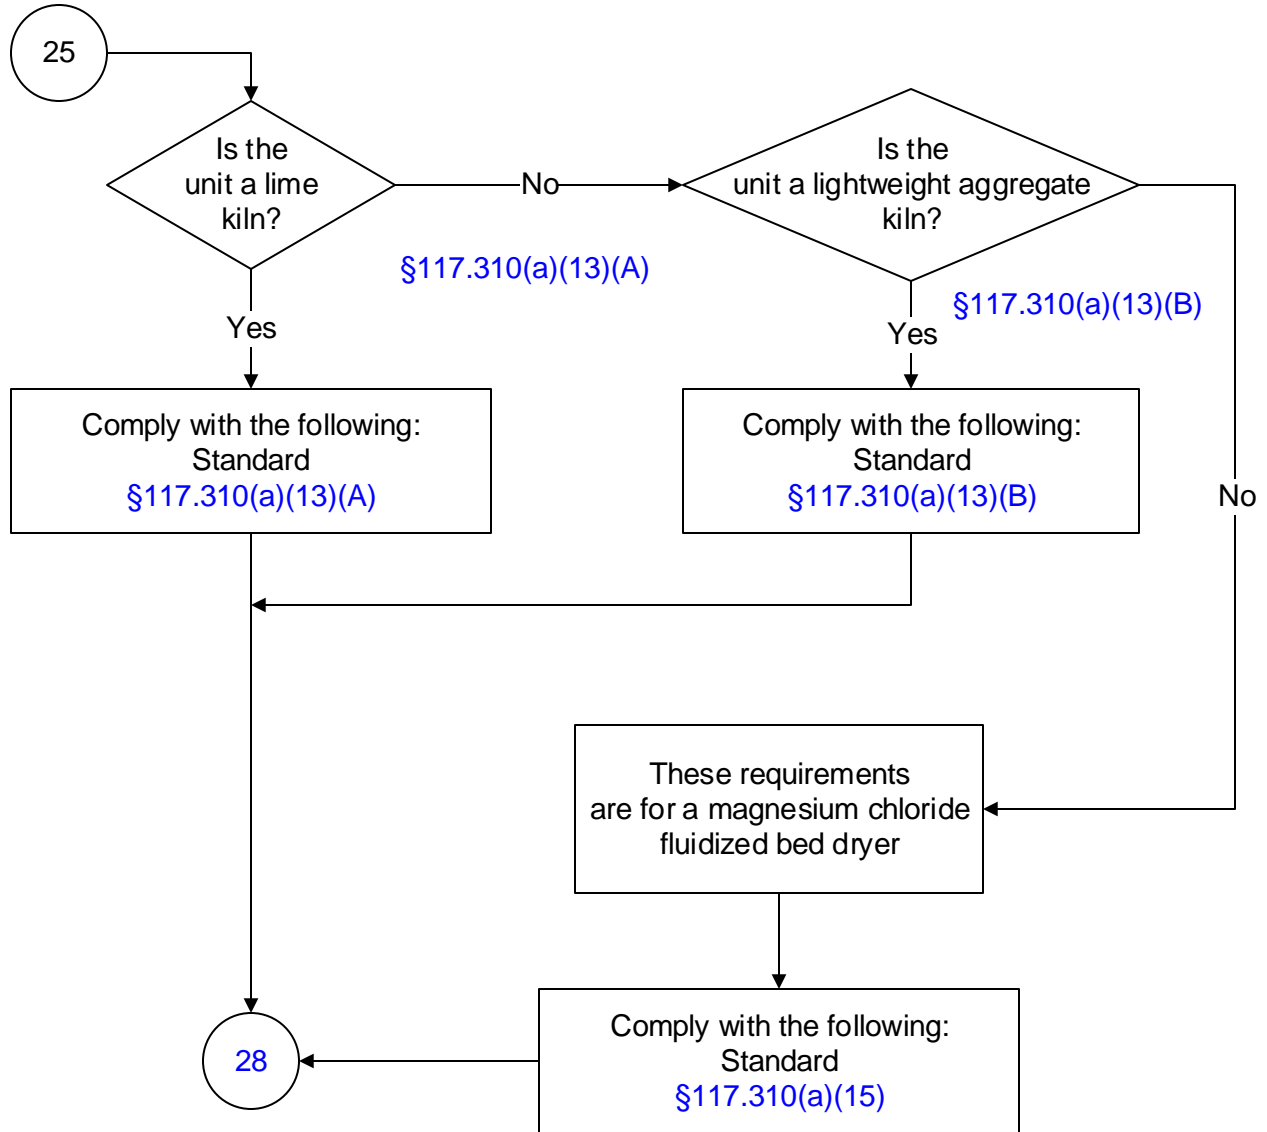 25
Is the
unit a lime
kiln?
No
Is the
unit a lightweight aggregate
kiln?
§117.310(a)(13)(A)
§117.310(a)(13)(B)
Yes
Yes
Comply with the following:
Standard
§117.310(a)(13)(A)
Comply with the following:
Standard
§117.310(a)(13)(B)
No
These requirements
are for a magnesium chloride
fluidized bed dryer
Comply with the following:
Standard
§117.310(a)(15)
28